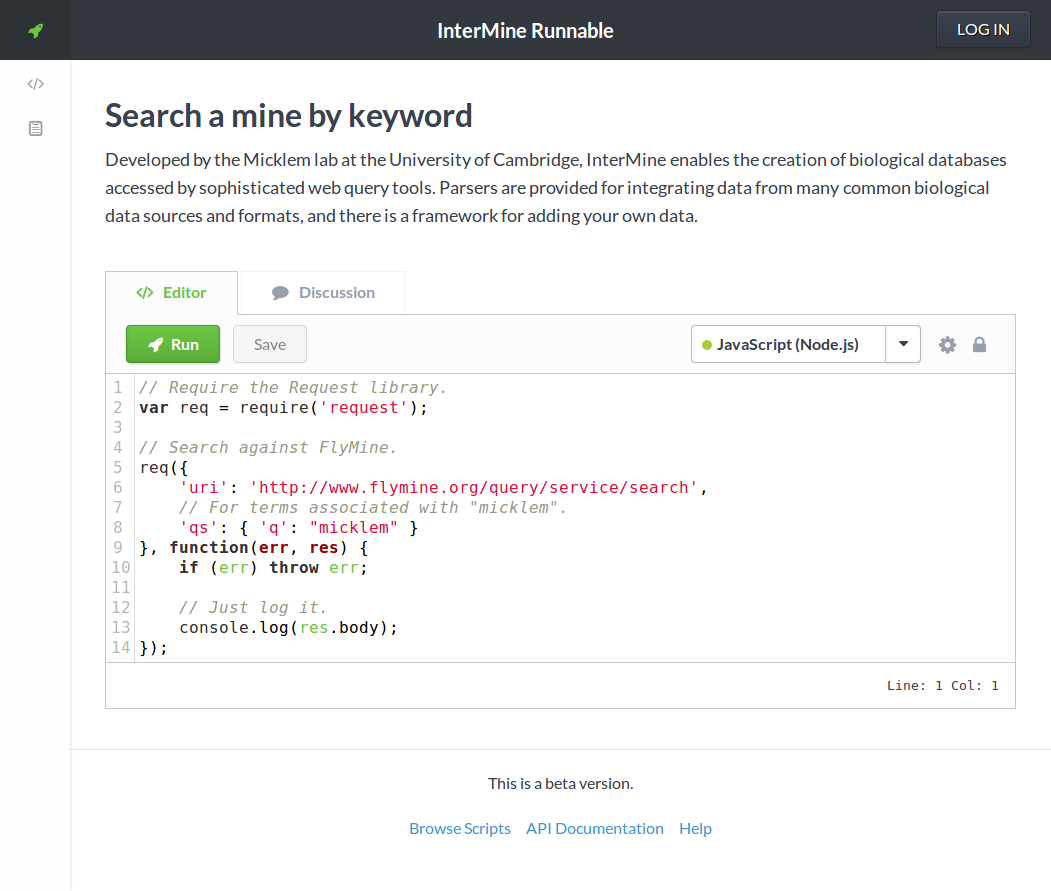 InterMine Runnable
LOG IN
Search a mine by keyword
Developed by the Micklem lab at the University of Cambridge, InterMine enables the creation of biological databases
accessed by sophisticated web query tools. Parsers are provided for integrating data from many common biological
data sources and formats, and there is a framework for adding your own data.
</> Editor
Discussion
Run
Save
JavaScript (Node.js)
1 // Require the Request library.
2 var req = require('request');
3
4 // Search against FlyMine.
5 req({
6     'uri': 'http://www.flymine.org/query/service/search',
7     // For terms associated with "micklem".
8     'qs': { 'q': "micklem" }
9 }, function(err, res) {
10     if (err) throw err;
11
12     // Just log it.
13     console.log(res.body);
14 });
Line: 1 Col: 1
This is a beta version.
Browse Scripts API Documentation Help